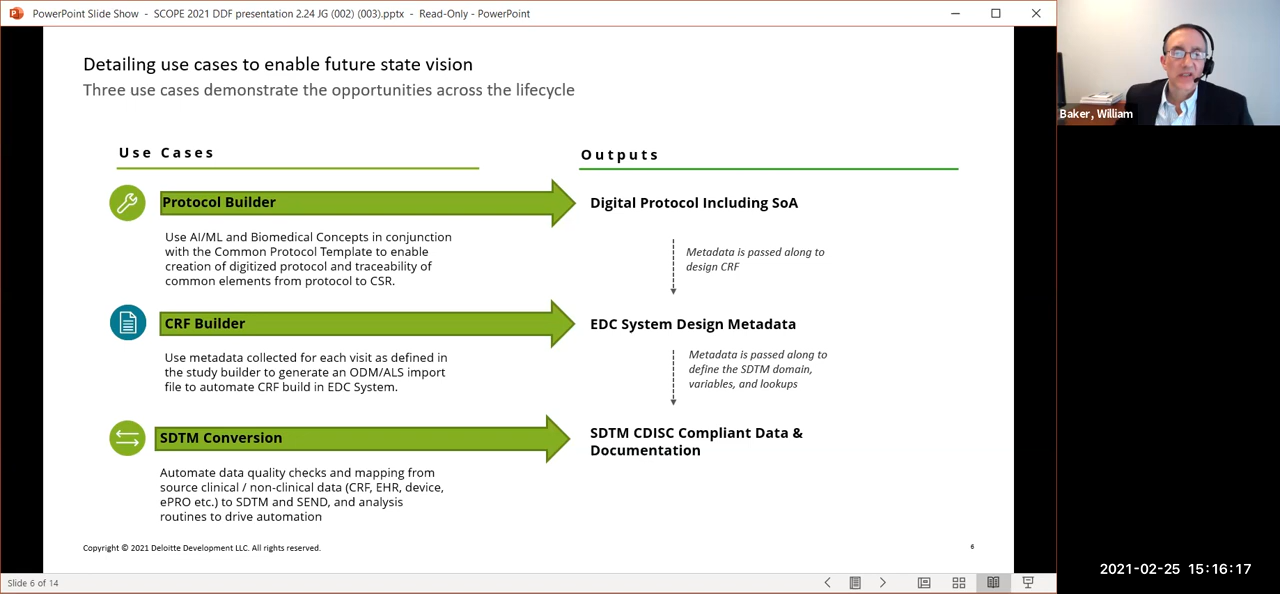 PowerPoint Slide Show - SCOPE 2021 DDF presentation 2.24 JG (002) (003).pptx - Read-Only - PowerPoint
Detailing use cases to enable future state vision
Three use cases demonstrate the opportunities across the lifecycle
Use Cases
Outputs
Protocol Builder
Digital Protocol Including SoA
Use AI/ML and Biomedical Concepts in conjunction
with the Common Protocol Template to enable
creation of digitized protocol and traceability of
common elements from protocol to CSR.
Metadata is passed along to
design CRF
CRF Builder
EDC System Design Metadata
Use metadata collected for each visit as defined in
the study builder to generate an ODM/ALS import
file to automate CRF build in EDC System.
Metadata is passed along to
define the SDTM domain,
variables, and lookups
SDTM Conversion
SDTM CDISC Compliant Data &
Documentation
Automate data quality checks and mapping from
source clinical / non-clinical data (CRF, EHR, device,
ePRO etc.) to SDTM and SEND, and analysis
routines to drive automation
Copyright © 2021 Deloitte Development LLC. All rights reserved.
6
Slide 6 of 14
Baker, William
2021-02-25 15:16:17